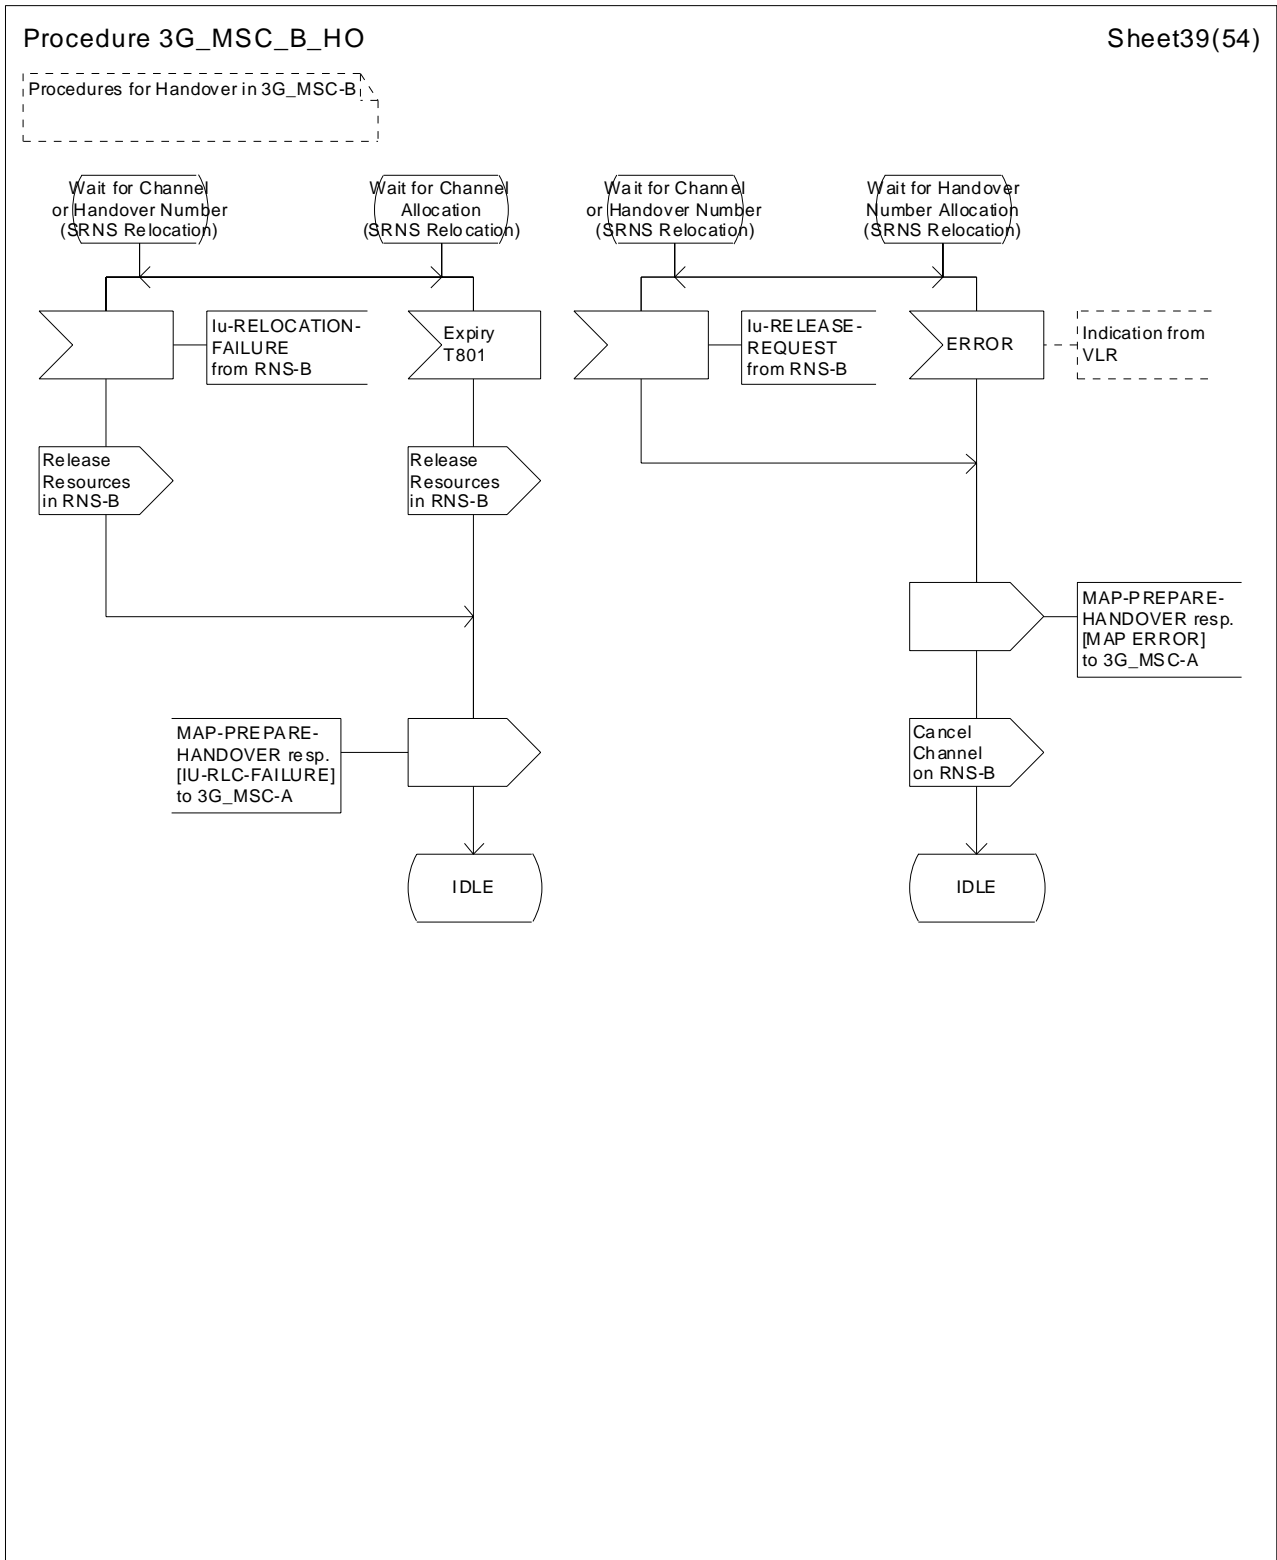 Procedure 3G_MSC_B_HO
Sheet39(54)
Procedures for Handover in 3G_MSC-B
Wait for Channel
or Handover Number
(SRNS Relocation)
Wait for Channel
Allocation
(SRNS Relocation)
Wait for Channel
or Handover Number
(SRNS Relocation)
Wait for Handover
Number Allocation
(SRNS Relocation)
Iu-RELOCATION-
FAILURE
from RNS-B
Expiry
T801
Iu-RELEASE-
REQUEST
from RNS-B
ERROR
Indication from
VLR
Release
Resources
in RNS-B
Release
Resources
in RNS-B
MAP-PREPARE-
HANDOVER resp.
[MAP ERROR]
to 3G_MSC-A
MAP-PREPARE-
HANDOVER resp.
[IU-RLC-FAILURE]
to 3G_MSC-A
Cancel
Channel
on RNS-B
IDLE
IDLE